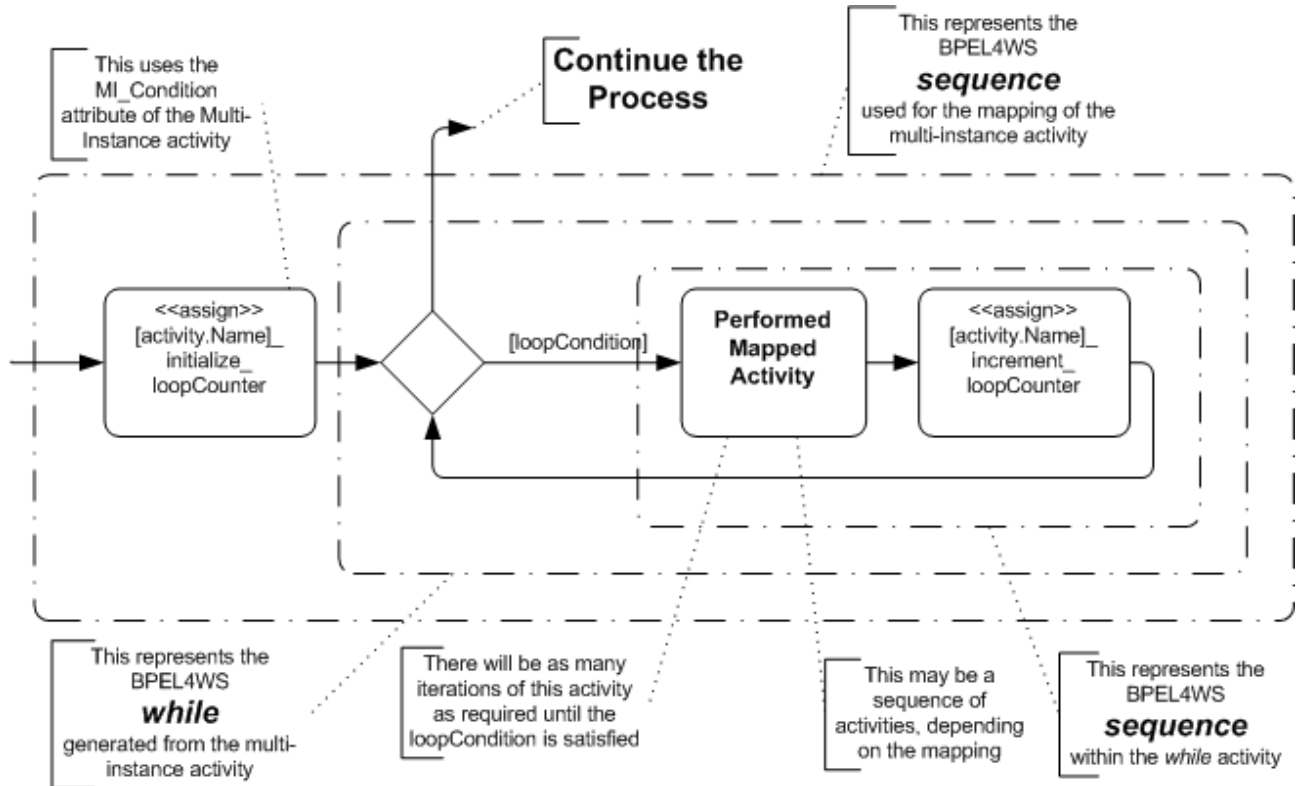 This uses the
MI_Condition
attribute of the Multi-
Instance activity
Continue the
Process
This represents the
BPEL4WS
sequence
used for the mapping of the
multi-instance activity
<<assign>>
[activity.Name]_
initialize_
loopCounter
[loopCondition]
Performed
Mapped
Activity
<<assign>>
[activity.Name]_
increment_
loopCounter
This represents the
BPEL4WS
while
generated from the multi-
instance activity
There will be as many
iterations of this activity
as required until the
loopCondition is satisfied
This may be a
sequence of
activities, depending
on the mapping
This represents the
BPEL4WS
sequence
within the while activity